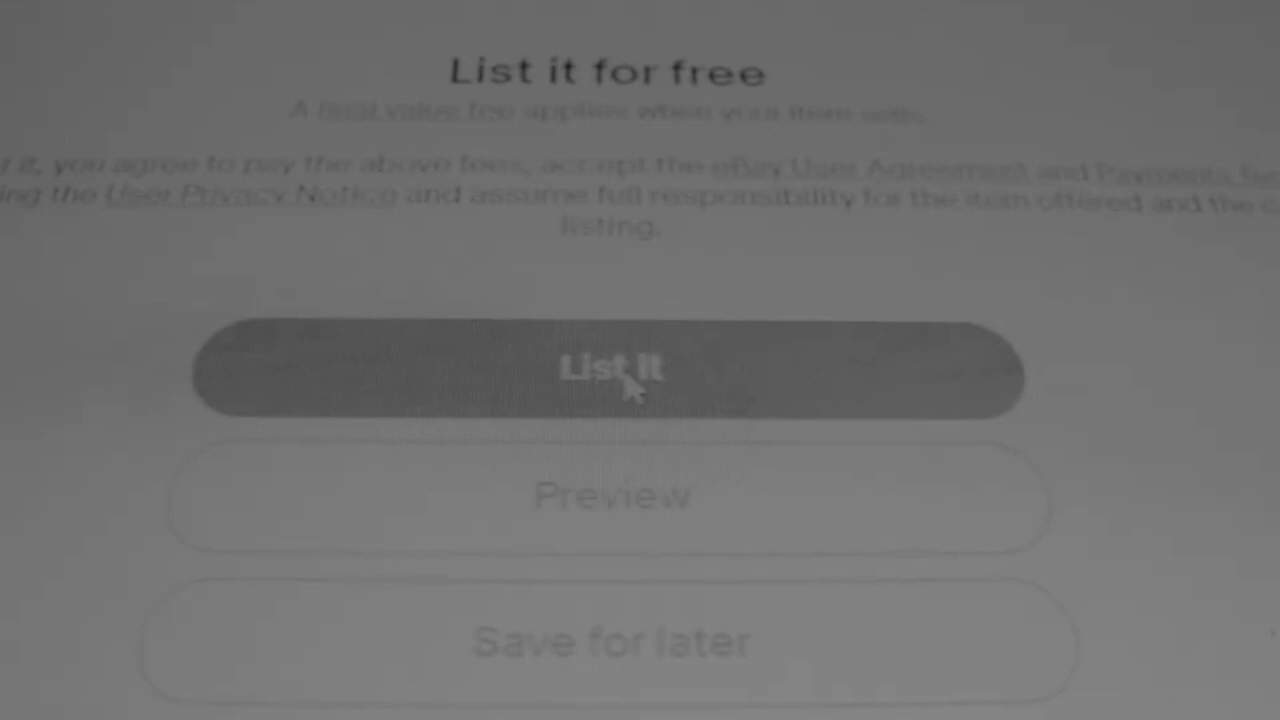 List it for free
A final value fee applies when your item sells.
t it, you agree to pay the above fees, accept the eBay User Agreement and Payments
ing the User Privacy Notice and assume full responsibility for the item offered and the
listing.
List it
Preview
Save for later